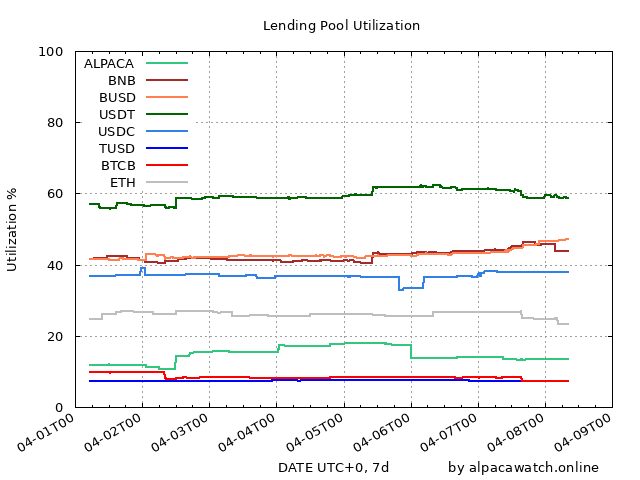 Lending Pool Utilization
100
80
60
40
20
0
Utilization %
ALPACA
BNB
BUSD
USDT
USDC
TUSD
BTCB
ETH
04-01T00
04-02T00
04-03T00
04-04T00
04-05T00
04-06T00
04-07T00
04-08T00
04-09T00
DATE UTC+0, 7d
by alpacawatch.online